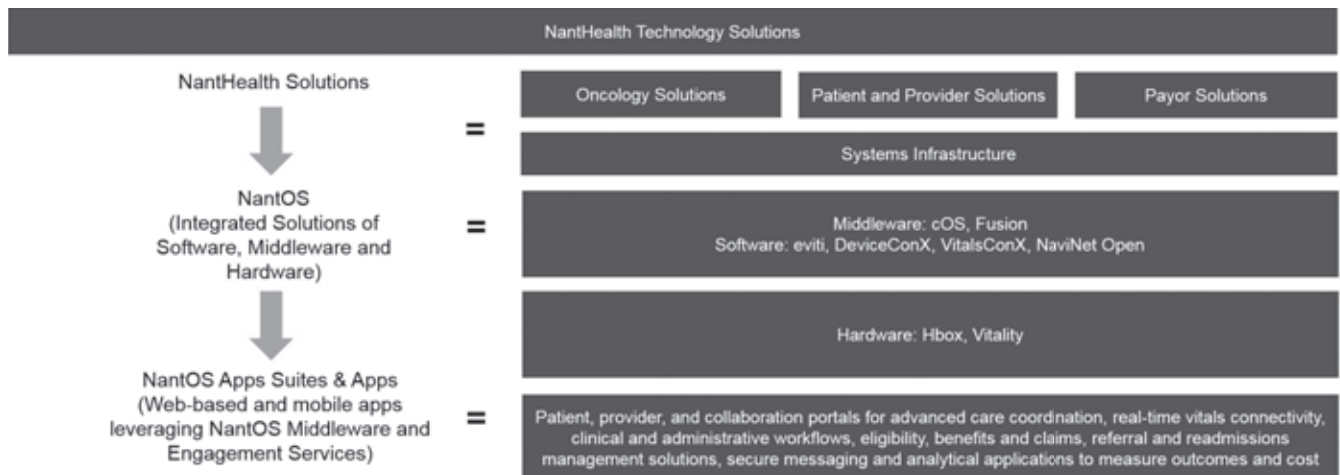 NantHealth Technology Solutions
NantHealth Solutions
=
Oncology Solutions
Patient and Provider Solutions
Payor Solutions
Systems Infrastructure
NantOS
(Integrated Solutions of
Software, Middleware and
Hardware)
=
Middleware: cOS, Fusion
Software: eviti, DeviceConX, VitalsConX, NaviNet Open
Hardware: Hbox, Vitality
NantOS Apps Suites & Apps
(Web-based and mobile apps
leveraging NantOS Middleware and
Engagement Services)
=
Patient, provider, and collaboration portals for advanced care coordination, real-time vitals connectivity,
clinical and administrative workflows, eligibility, benefits and claims, referral and readmissions
management solutions, secure messaging and analytical applications to measure outcomes and cost